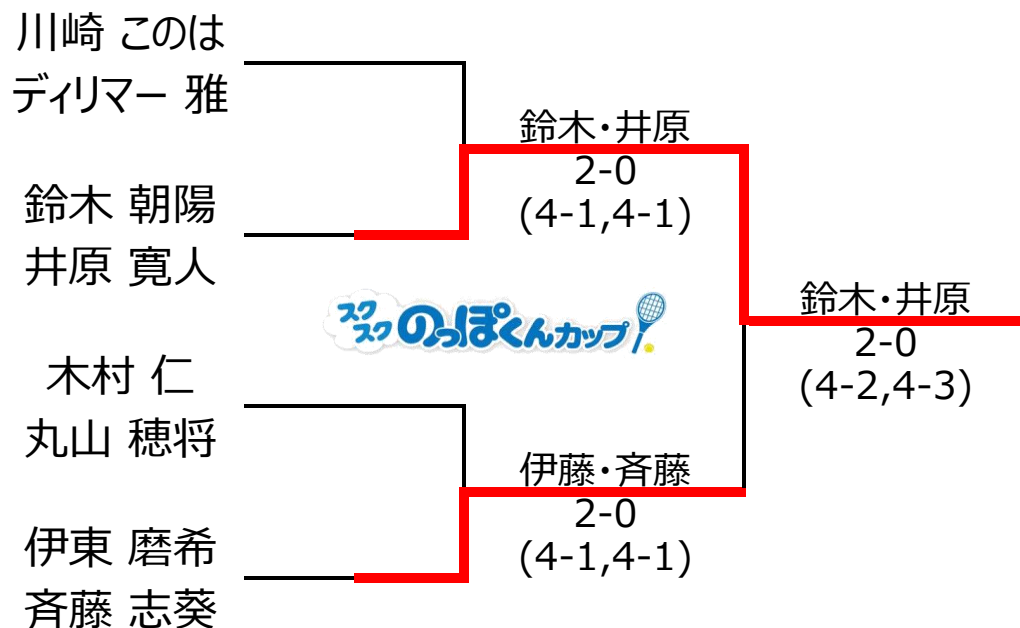 川崎 このは
ディリマー 雅
鈴木・井原
2-0
(4-1,4-1)
鈴木 朝陽
井原 寛人
スク
スク のっぽくんカップ
鈴木・井原
2-0
(4-2,4-3)
木村 仁
丸山 穂将
伊藤・斉藤
2-0
(4-1,4-1)
伊東 磨希
斉藤 志葵